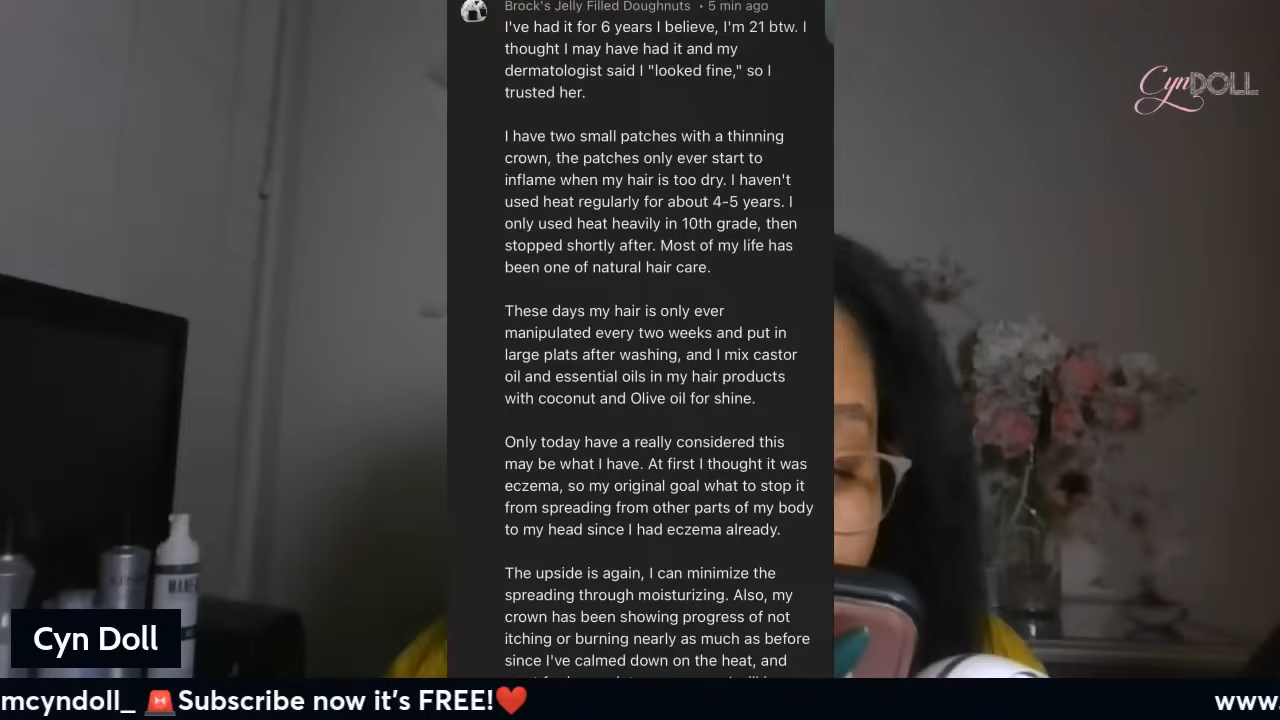 Brock's Jelly Filled Doughnuts • 5 min ago
I've had it for 6 years I believe, I'm 21 btw. I
thought I may have had it and my
dermatologist said I "looked fine," so I
trusted her.
I have two small patches with a thinning
crown, the patches only ever start to
inflame when my hair is too dry. I haven't
used heat regularly for about 4-5 years. I
only used heat heavily in 10th grade, then
stopped shortly after. Most of my life has
been one of natural hair care.
These days my hair is only ever
manipulated every two weeks and put in
large plats after washing, and I mix castor
oil and essential oils in my hair products
with coconut and Olive oil for shine.
Only today have a really considered this
may be what I have. At first I thought it was
eczema, so my original goal what to stop it
from spreading from other parts of my body
to my head since I had eczema already.
The upside is again, I can minimize the
spreading through moisturizing. Also, my
crown has been showing progress of not
itching or burning nearly as much as before
since I've calmed down on the heat, and
CynDOLL
Cyn Doll
mcyndoll_ 🚨Subscribe now it's FREE!❤️
www.